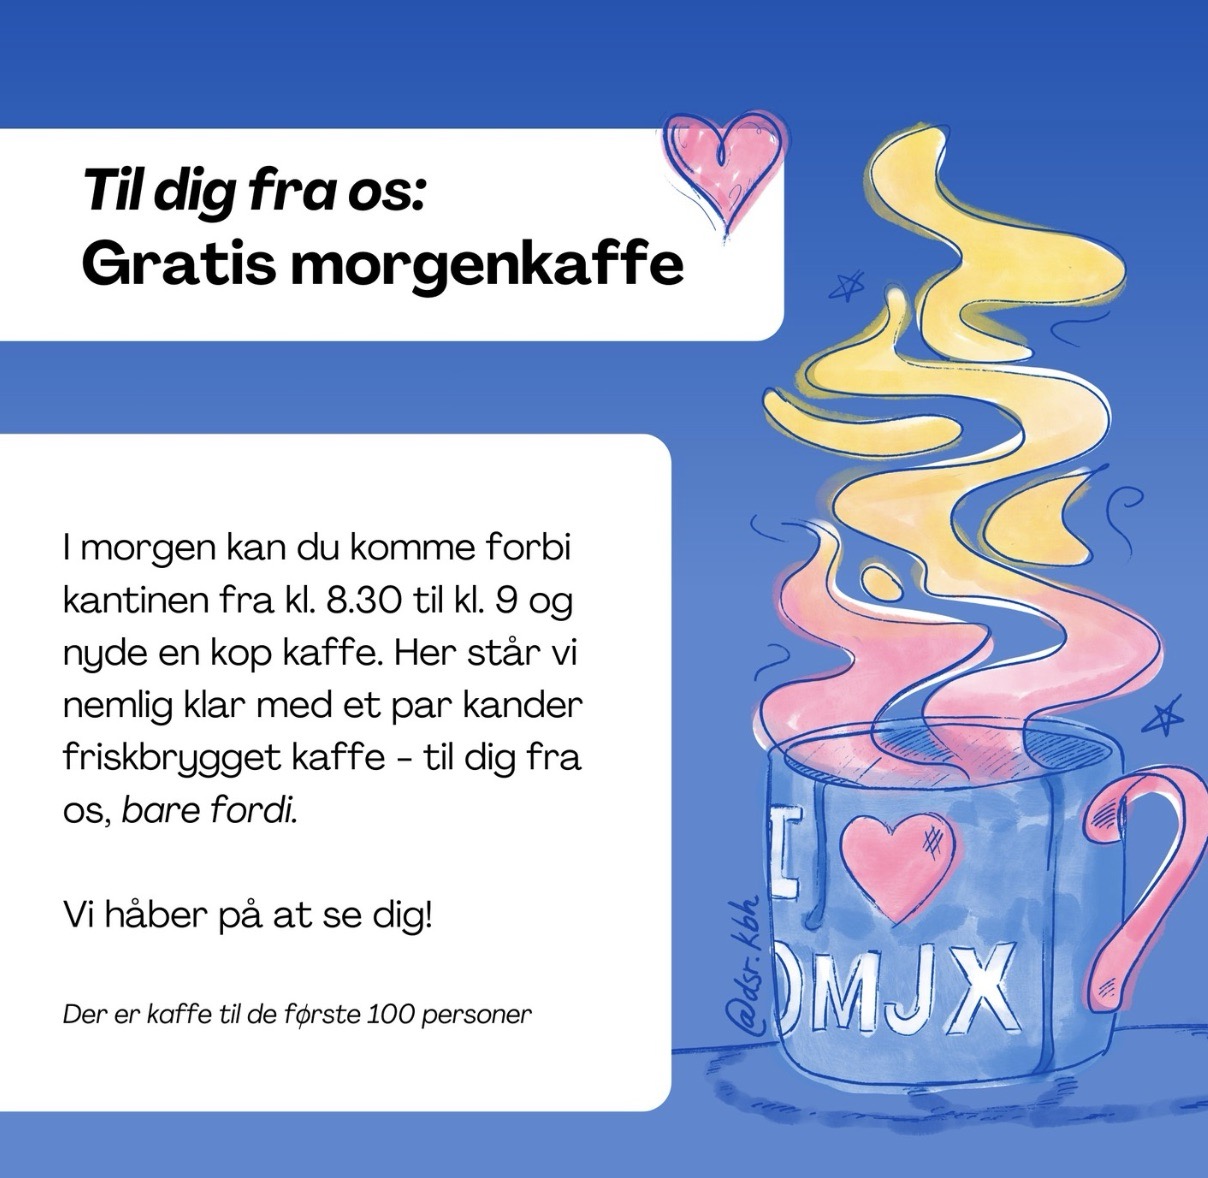 Til dig fra os:
Gratis morgenkaffe
I morgen kan du komme forbi
kantinen fra kl. 8.30 til kl. 9 og
nyde en kop kaffe. Her står vi
nemlig klar med et par kander
friskbrygget kaffe – til dig fra
os, bare fordi.
Vi håber på at se dig!
Der er kaffe til de første 100 personer
I
DMJX
@dsr.kbh